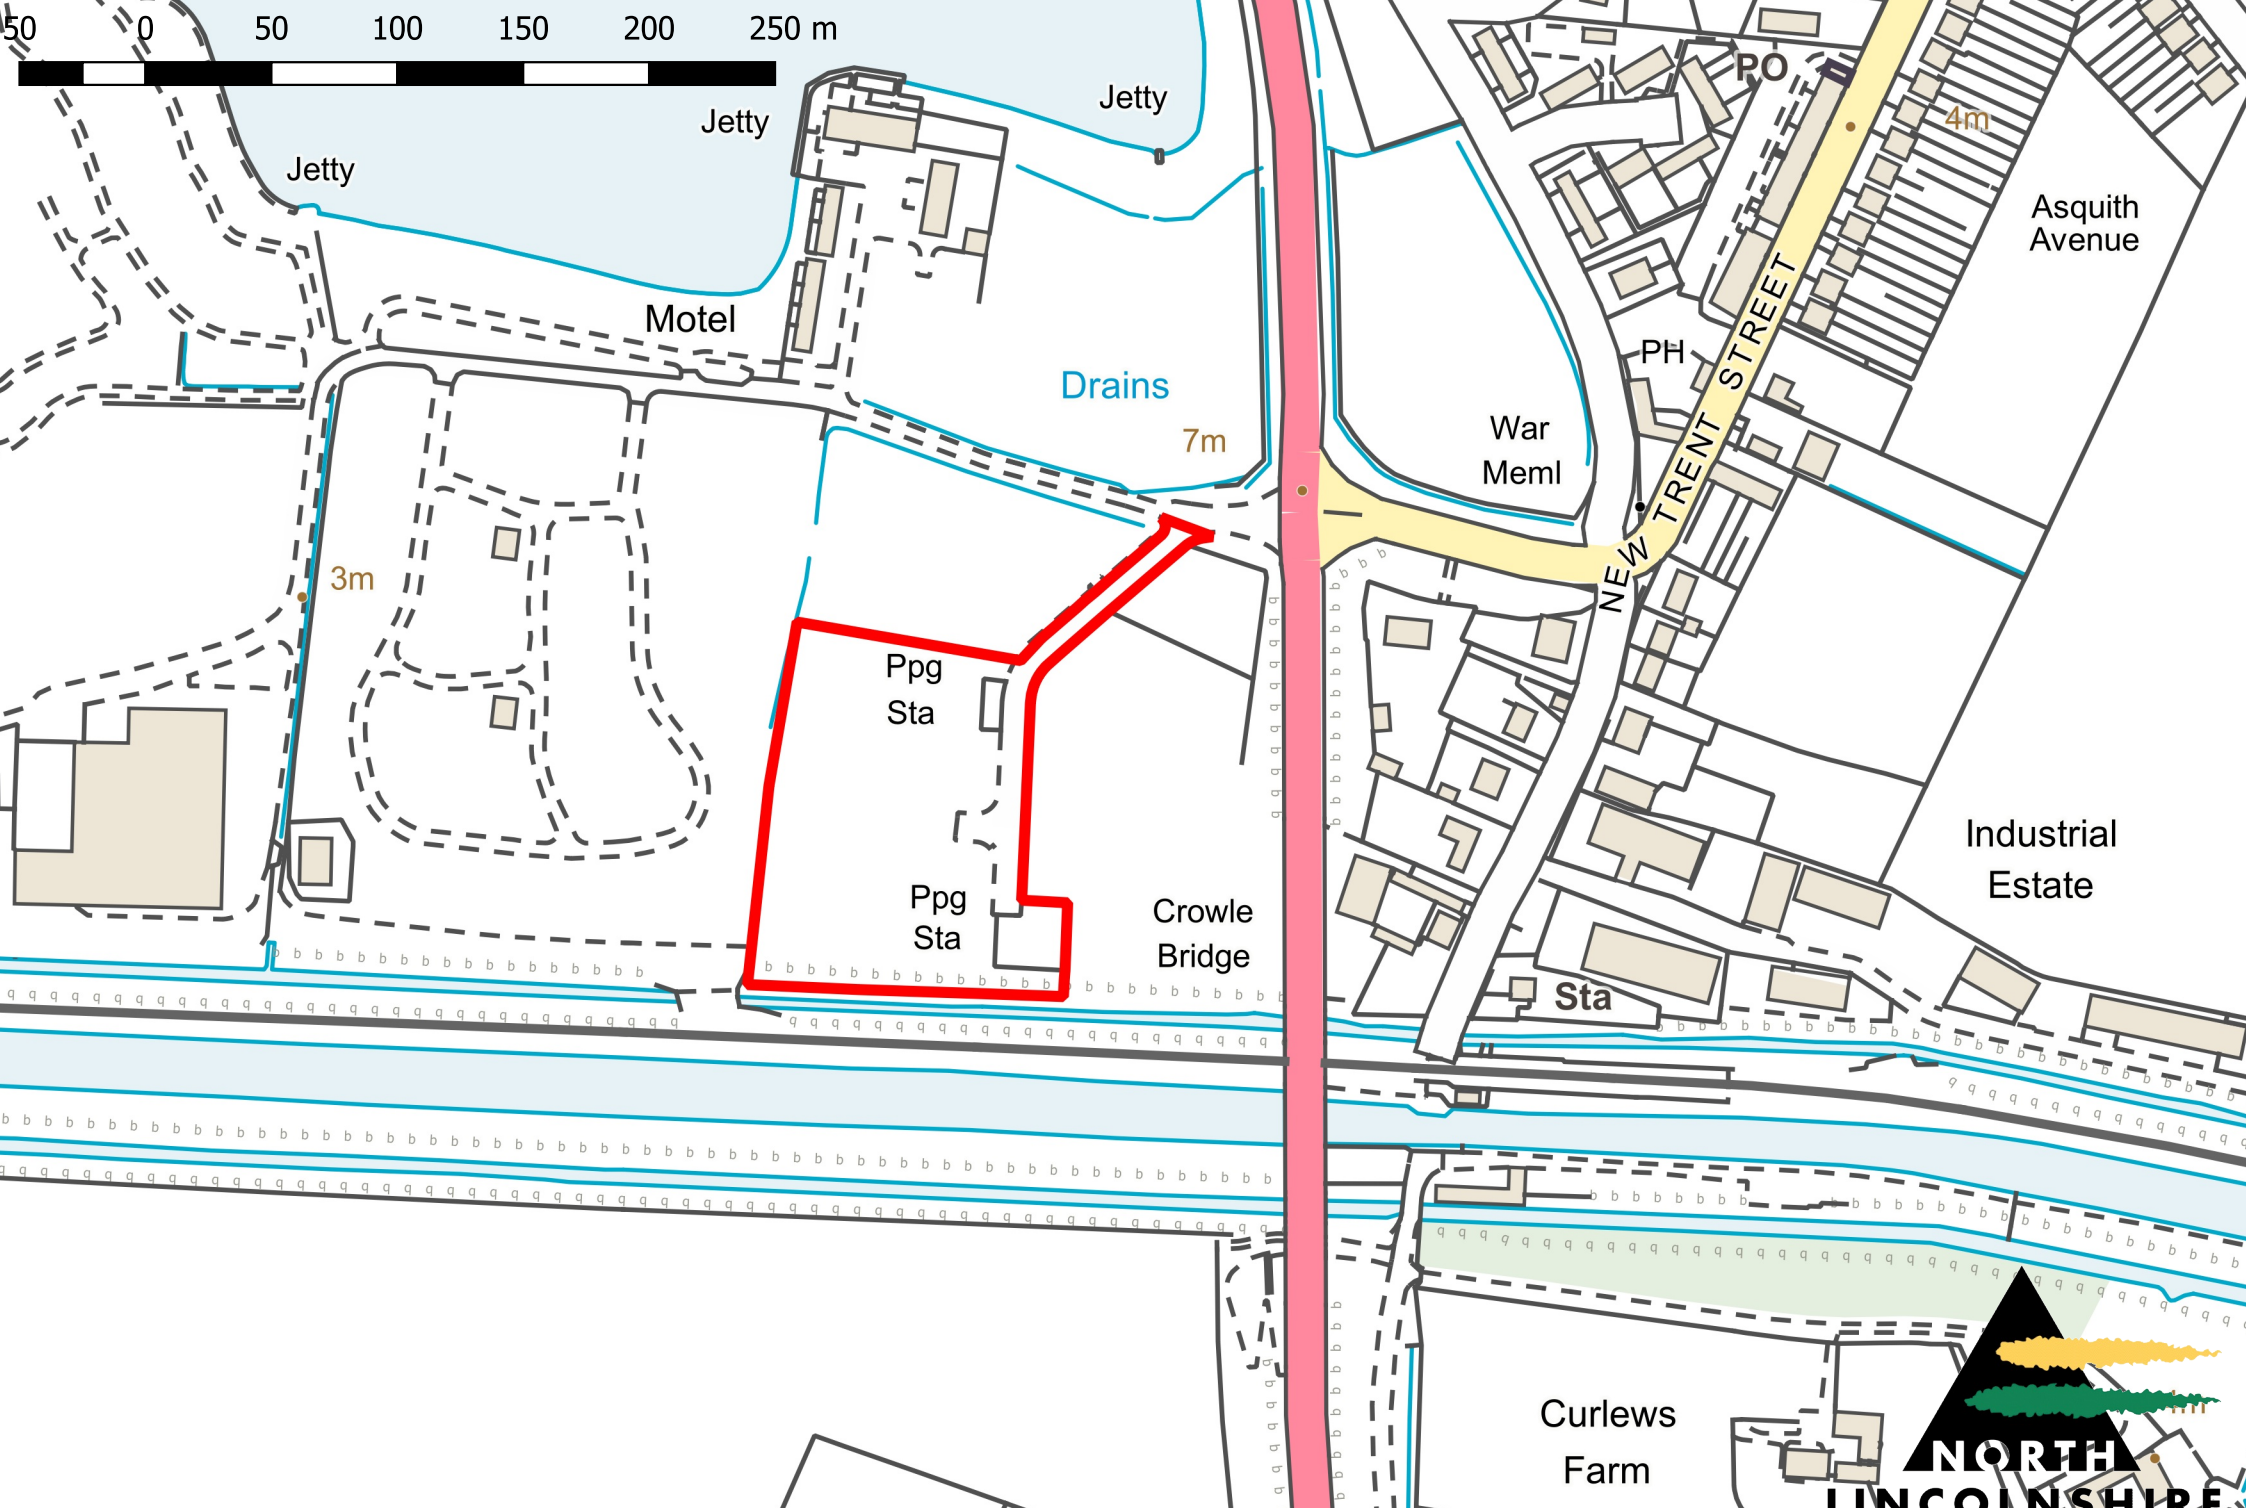 50 0 50 100 150 200 250 m
PO
Jetty
Jetty
Jetty
4m
Asquith
Avenue
Motel
PH
Drains
7m
War
Meml
NEW TRENT STREET
3m
Ppg
Sta
Industrial
Estate
Ppg
Sta
Crowle
Bridge
Sta
Curlews
Farm
NORTH
LINCOLNSHIRE